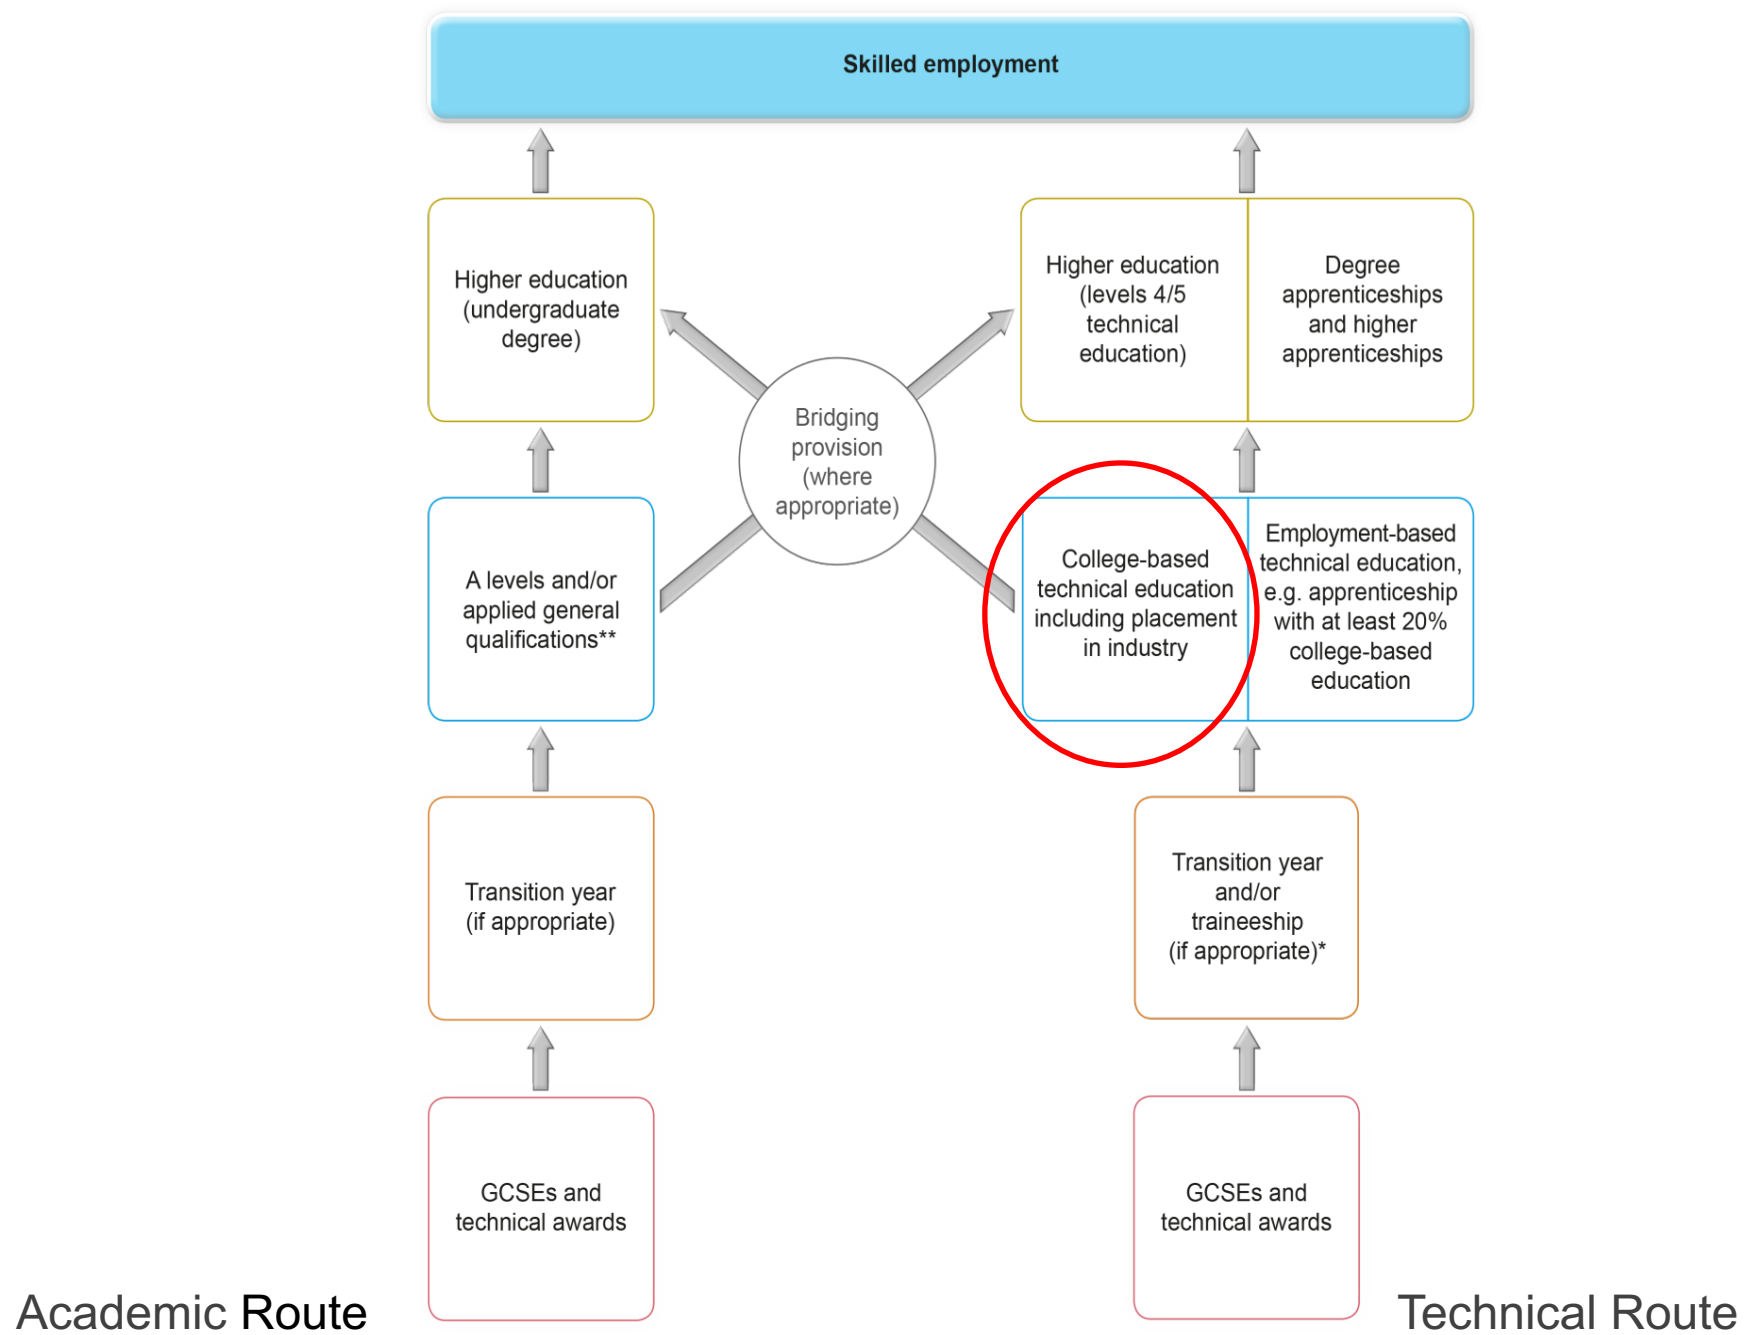 Skilled employment
Higher education
(undergraduate
degree)
Higher education
(levels 4/5
technical
education)
Degree
apprenticeships
and higher
apprenticeships
Bridging
provision
(where
appropriate)
A levels and/or
applied general
qualifications**
College-based
technical education
including placement
in industry
Employment-based
technical education,
e.g. apprenticeship
with at least 20%
college-based
education
Transition year
(if appropriate)
Transition year
and/or
traineeship
(if appropriate)*
GCSEs and
technical awards
GCSEs and
technical awards
Academic Route
Technical Route